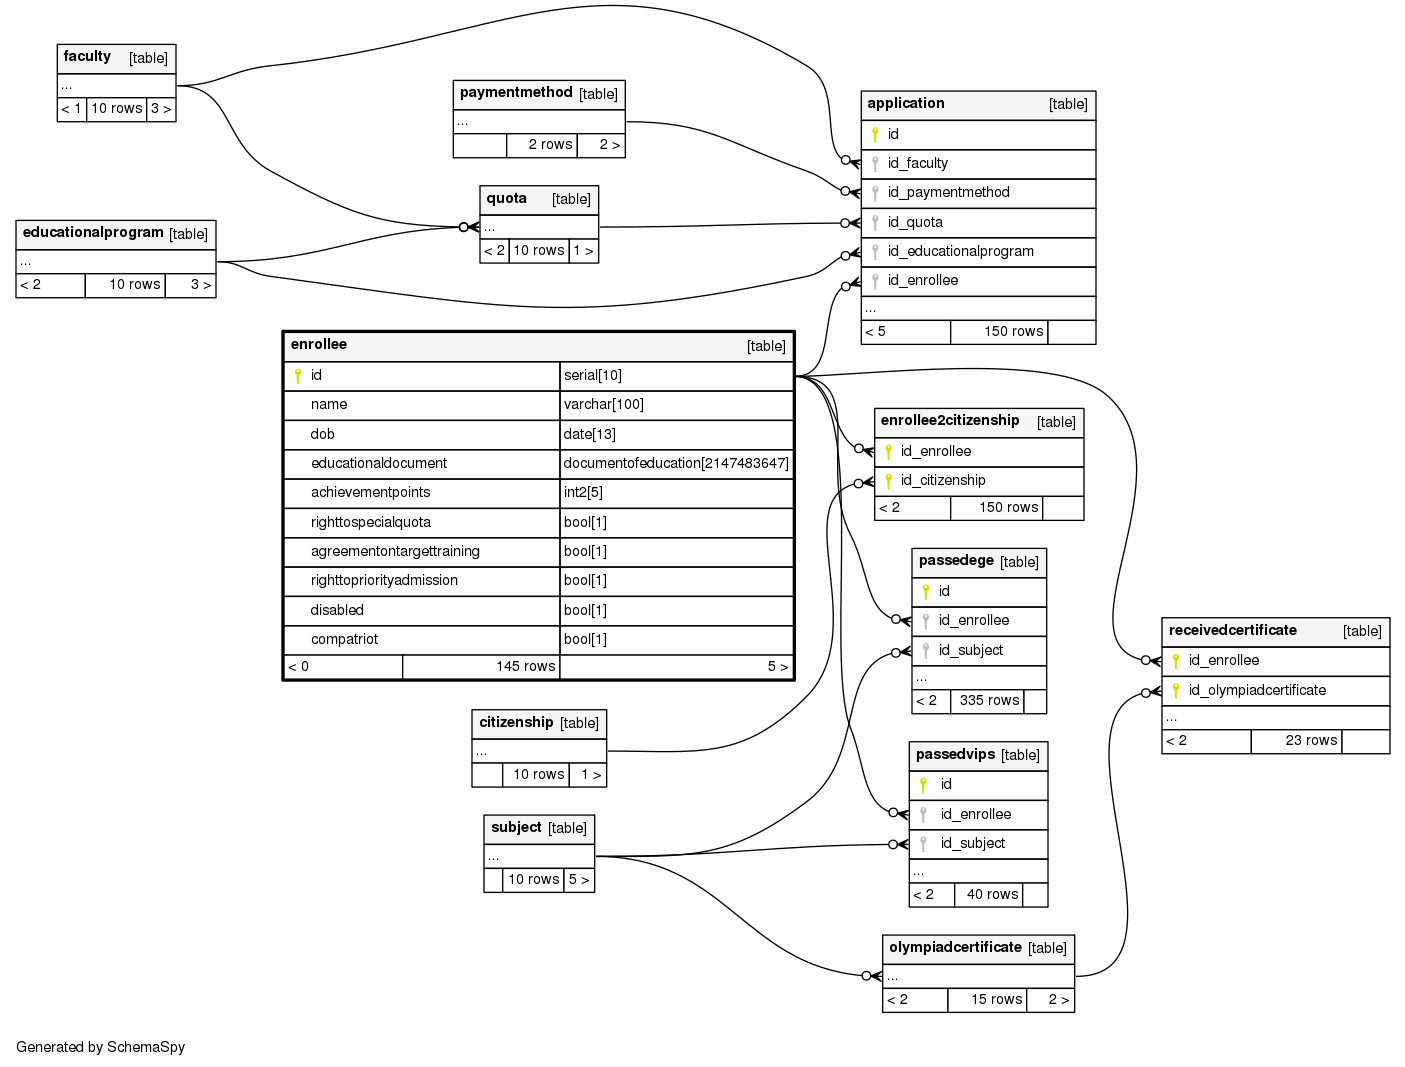 faculty [table]
...
< 1 10 rows 3 >
paymentmethod [table]
...
2 rows 2 >
application [table]
id
id_faculty
id_paymentmethod
id_quota
id_educationalprogram
id_enrollee
...
< 5 150 rows
quota [table]
...
< 2 10 rows 1 >
educationalprogram [table]
...
< 2 10 rows 3 >
enrollee [table]
id serial[10]
name varchar[100]
dob date[13]
educationaldocument documentofeducation[2147483647]
achievementpoints int2[5]
righttospecialquota bool[1]
agreementontargettraining bool[1]
righttopriorityadmission bool[1]
disabled bool[1]
compatriot bool[1]
< 0 145 rows 5 >
enrollee2citizenship [table]
id_enrollee
id_citizenship
< 2 150 rows
passedege [table]
id
id_enrollee
id_subject
...
< 2 335 rows
receivedcertificate [table]
id_enrollee
id_olympiadcertificate
...
< 2 23 rows
citizenship [table]
...
10 rows 1 >
passedvips [table]
id
id_enrollee
id_subject
...
< 2 40 rows
subject [table]
...
10 rows 5 >
olympiadcertificate [table]
...
< 2 15 rows 2 >
Generated by SchemaSpy